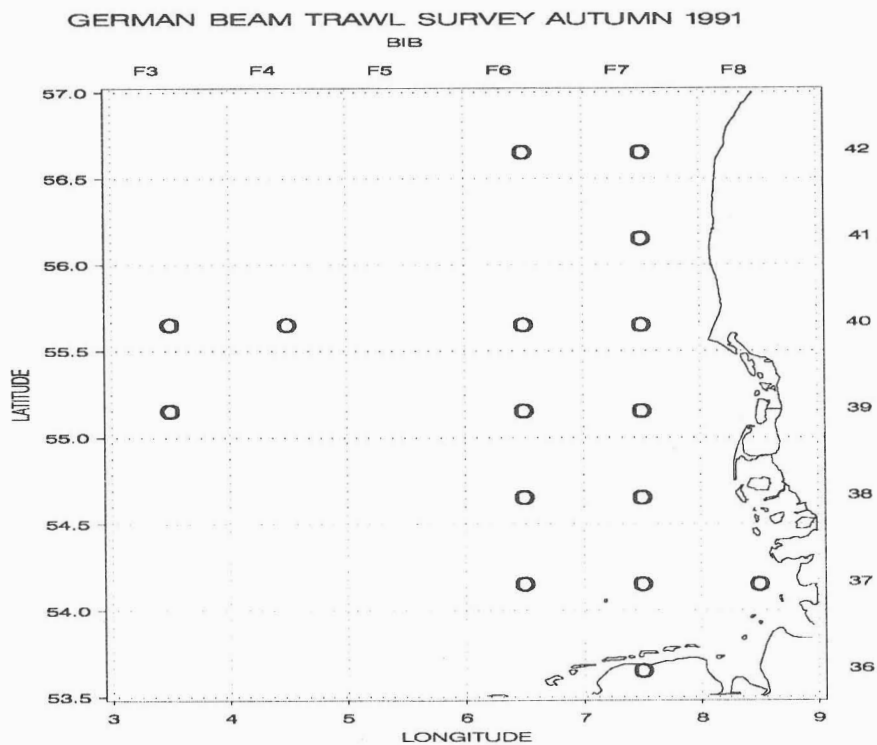 GERMAN BEAM TRAWL SURVEY AUTUMN 1991
BIB
F3 F4 F5 F6 F7 F8
57.0
42
56.5
41
56.0
40
55.5
39
55.0
38
54.5
37
54.0
36
53.5
LATITUDE
3 4 5 6 7 8 9
LONGITUDE